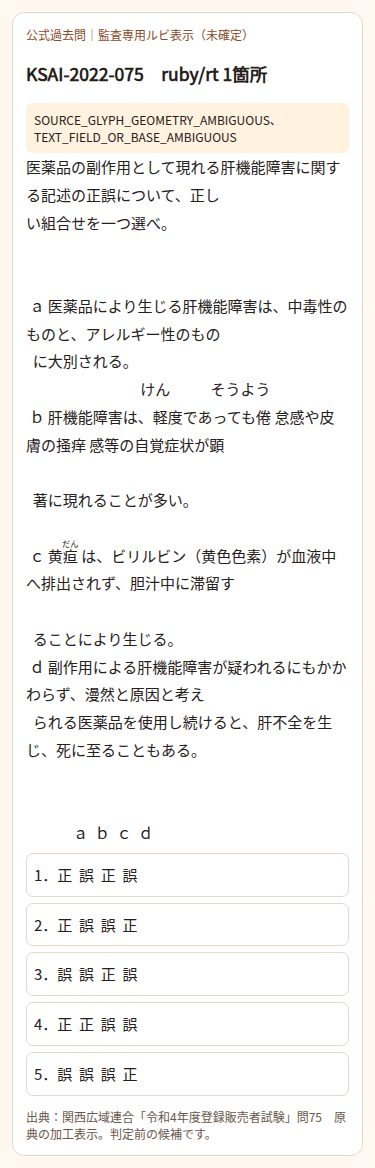 公式過去問｜監査専用ルビ表示（未確定）
KSAI-2022-075　ruby/rt 1箇所
SOURCE_GLYPH_GEOMETRY_AMBIGUOUS、
TEXT_FIELD_OR_BASE_AMBIGUOUS
医薬品の副作用として現れる肝機能障害に関す
る記述の正誤について、正し
い組合せを一つ選べ。
ａ 医薬品により生じる肝機能障害は、中毒性の
ものと、アレルギー性のもの
に大別される。
けん　　　そうよう
ｂ 肝機能障害は、軽度であっても倦 怠感や皮
膚の掻痒 感等の自覚症状が顕
著に現れることが多い。
だん
ｃ 黄疸 は、ビリルビン（黄色色素）が血液中
へ排出されず、胆汁中に滞留す
ることにより生じる。
ｄ 副作用による肝機能障害が疑われるにもかか
わらず、漫然と原因と考え
られる医薬品を使用し続けると、肝不全を生
じ、死に至ることもある。
ａ ｂ ｃ ｄ
1．正 誤 正 誤
2．正 誤 誤 正
3．誤 誤 正 誤
4．正 正 誤 誤
5．誤 誤 誤 正
出典：関西広域連合「令和4年度登録販売者試験」問75　原
典の加工表示。判定前の候補です。